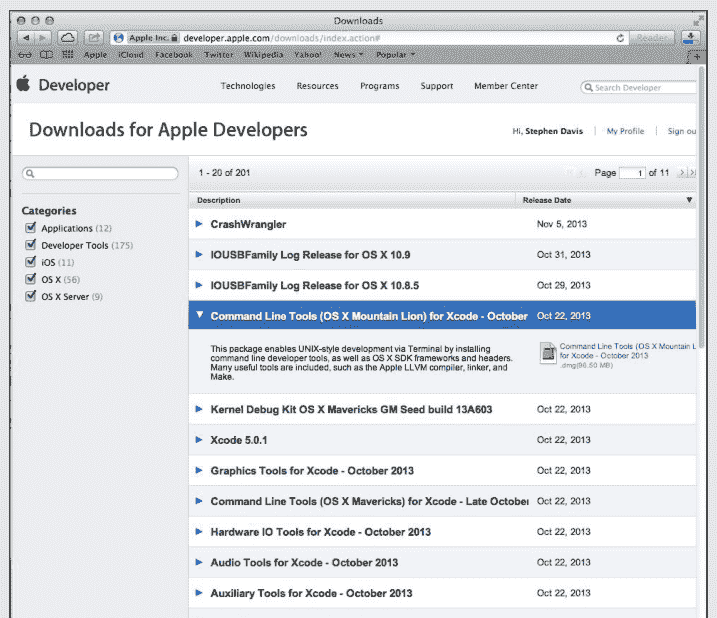 Downloads
Apple Inc. developer.apple.com/downloads/index.action# Reader
Apple iCloud Facebook Twitter Wikipedia Yahoo! News Popular
Developer Technologies Resources Programs Support Member Center Search Developer
Downloads for Apple Developers Hi, Stephen Davis My Profile Sign ou
1 - 20 of 201 Page 1 of 11
Description Release Date
Categories
Applications (12)
Developer Tools (175)
iOS (11)
OS X (56)
OS X Server (9)
CrashWrangler Nov 5, 2013
IOUSBFamily Log Release for OS X 10.9 Oct 31, 2013
IOUSBFamily Log Release for OS X 10.8.5 Oct 29, 2013
Command Line Tools (OS X Mountain Lion) for Xcode - October Oct 22, 2013
This package enables UNIX-style development via Terminal by installing
command line developer tools, as well as OS X SDK frameworks and headers.
Many useful tools are included, such as the Apple LLVM compiler, linker, and
Make.
Command Line Tools (OS X Mountain L
for Xcode - October 2013
.dmg(96.50 MB)
Kernel Debug Kit OS X Mavericks GM Seed build 13A603 Oct 22, 2013
Xcode 5.0.1 Oct 22, 2013
Graphics Tools for Xcode - October 2013 Oct 22, 2013
Command Line Tools (OS X Mavericks) for Xcode - Late October Oct 22, 2013
Hardware IO Tools for Xcode - October 2013 Oct 22, 2013
Audio Tools for Xcode - October 2013 Oct 22, 2013
Auxiliary Tools for Xcode - October 2013 Oct 22, 2013